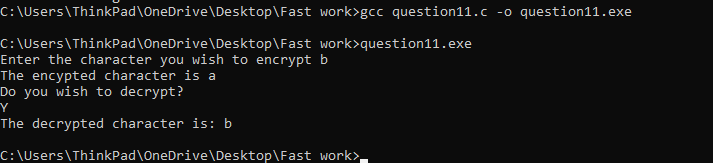 C:\Users\ThinkPad\OneDrive\Desktop\Fast work>gcc question11.c -o question11.exe
C:\Users\ThinkPad\OneDrive\Desktop\Fast work>question11.exe
Enter the character you wish to encrypt b
The encypted character is a
Do you wish to decrypt?
Y
The decrypted character is: b
C:\Users\ThinkPad\OneDrive\Desktop\Fast work>